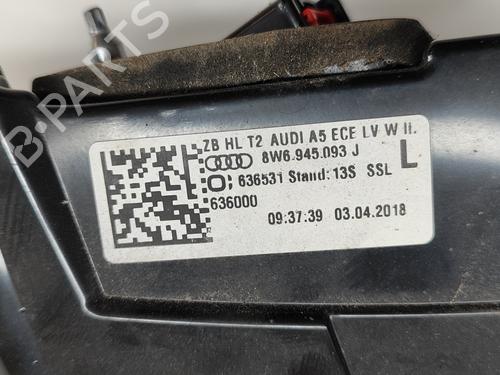 B-PARTS
ZB HL T2 AUDI A5 ECE LV W II.
8W6.945.093 J
L
636531 Stand: 13S SSL
636000
09:37:39 03.04.2018